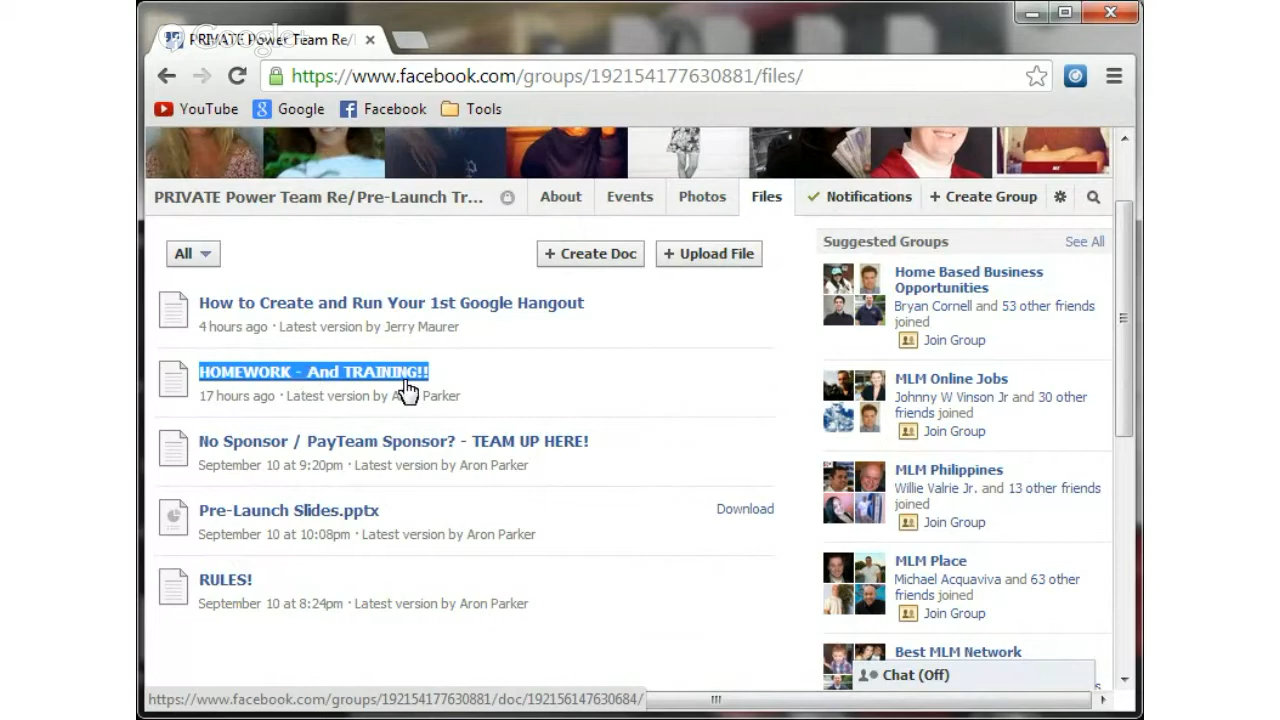 Google+
PRIVATE Power Team Re/
https://www.facebook.com/groups/192154177630881/files/
YouTube Google Facebook Tools
PRIVATE Power Team Re/Pre-Launch Tr... About Events Photos Files Notifications + Create Group
All + Create Doc + Upload File
How to Create and Run Your 1st Google Hangout
4 hours ago · Latest version by Jerry Maurer
HOMEWORK - And TRAINING!!
17 hours ago · Latest version by Parker
No Sponsor / PayTeam Sponsor? - TEAM UP HERE!
September 10 at 9:20pm · Latest version by Aron Parker
Pre-Launch Slides.pptx Download
September 10 at 10:08pm · Latest version by Aron Parker
RULES!
September 10 at 8:24pm · Latest version by Aron Parker
Suggested Groups See All
Home Based Business
Opportunities
Bryan Cornell and 53 other friends
joined
Join Group
MLM Online Jobs
Johnny W Vinson Jr and 30 other
friends joined
Join Group
MLM Philippines
Willie Valrie Jr. and 13 other friends
joined
Join Group
MLM Place
Michael Acquaviva and 63 other
friends joined
Join Group
Best MLM Network
Chat (Off)
https://www.facebook.com/groups/192154177630881/doc/192156147630684/